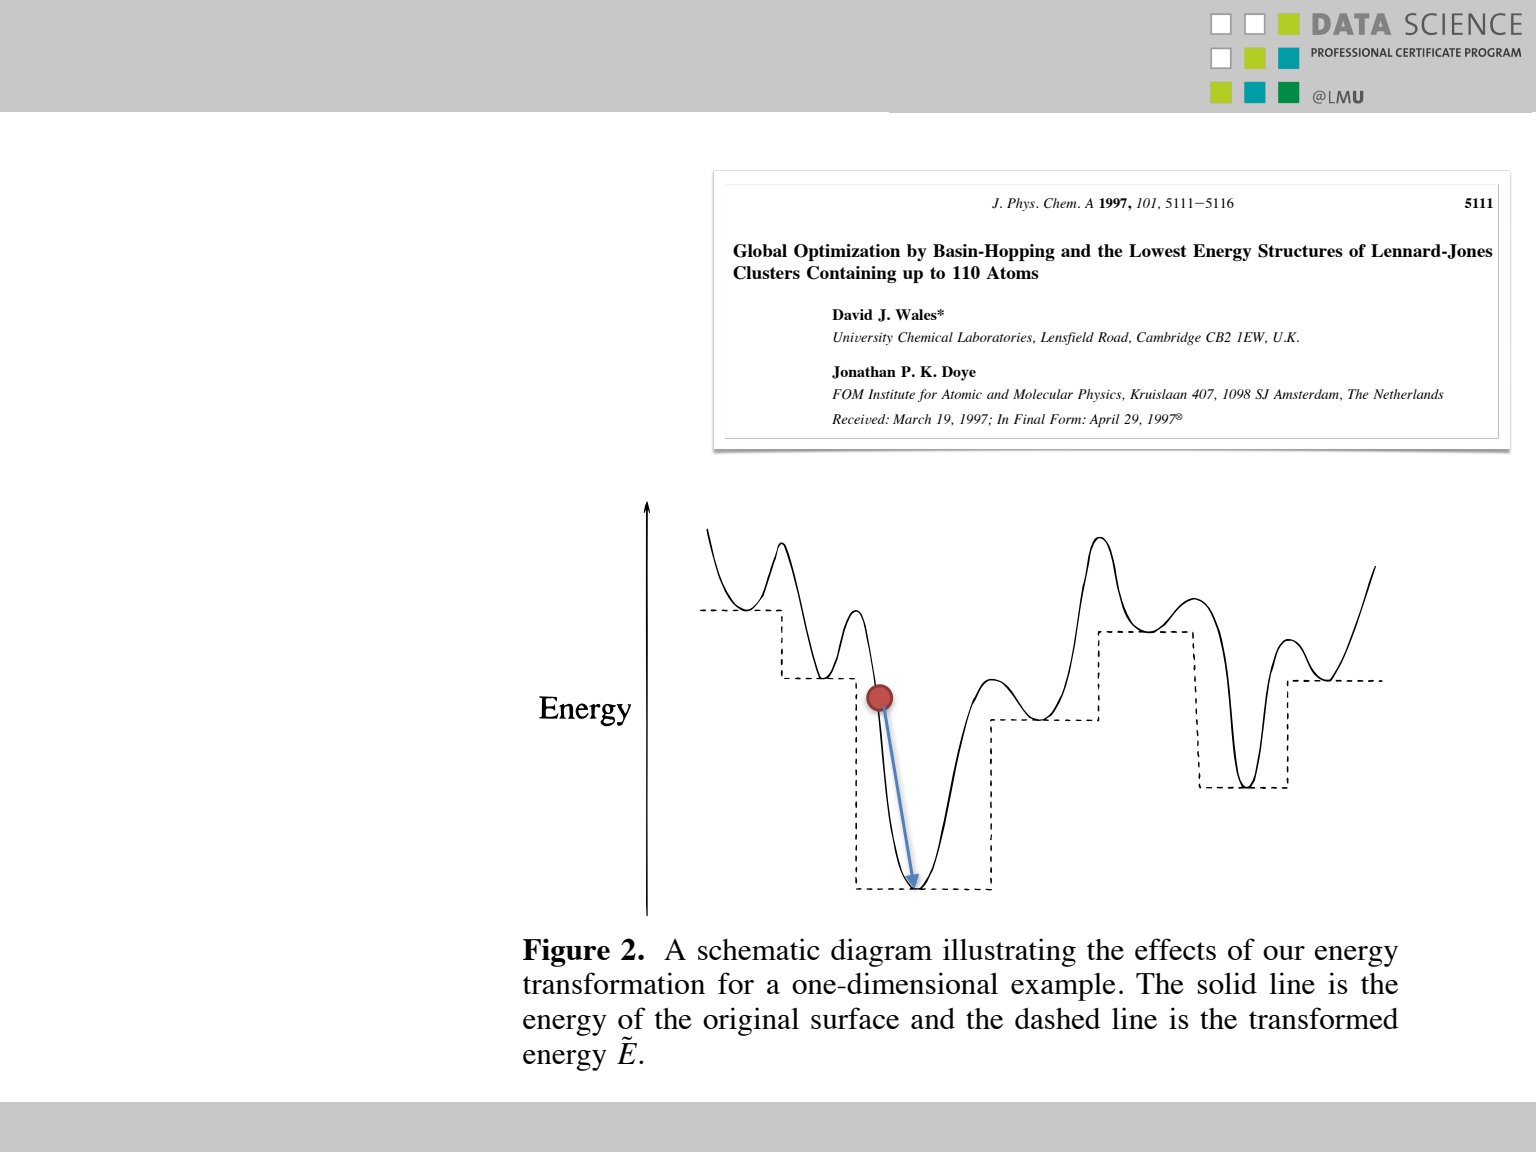 DATA SCIENCE
PROFESSIONAL CERTIFICATE PROGRAM
@LMU
J. Phys. Chem. A 1997, 101, 5111–5116 5111
Global Optimization by Basin-Hopping and the Lowest Energy Structures of Lennard-Jones
Clusters Containing up to 110 Atoms
David J. Wales*
University Chemical Laboratories, Lensfield Road, Cambridge CB2 1EW, U.K.
Jonathan P. K. Doye
FOM Institute for Atomic and Molecular Physics, Kruislaan 407, 1098 SJ Amsterdam, The Netherlands
Received: March 19, 1997; In Final Form: April 29, 1997⊗
Energy
Figure 2. A schematic diagram illustrating the effects of our energy
transformation for a one-dimensional example. The solid line is the
energy of the original surface and the dashed line is the transformed
energy Ẽ.